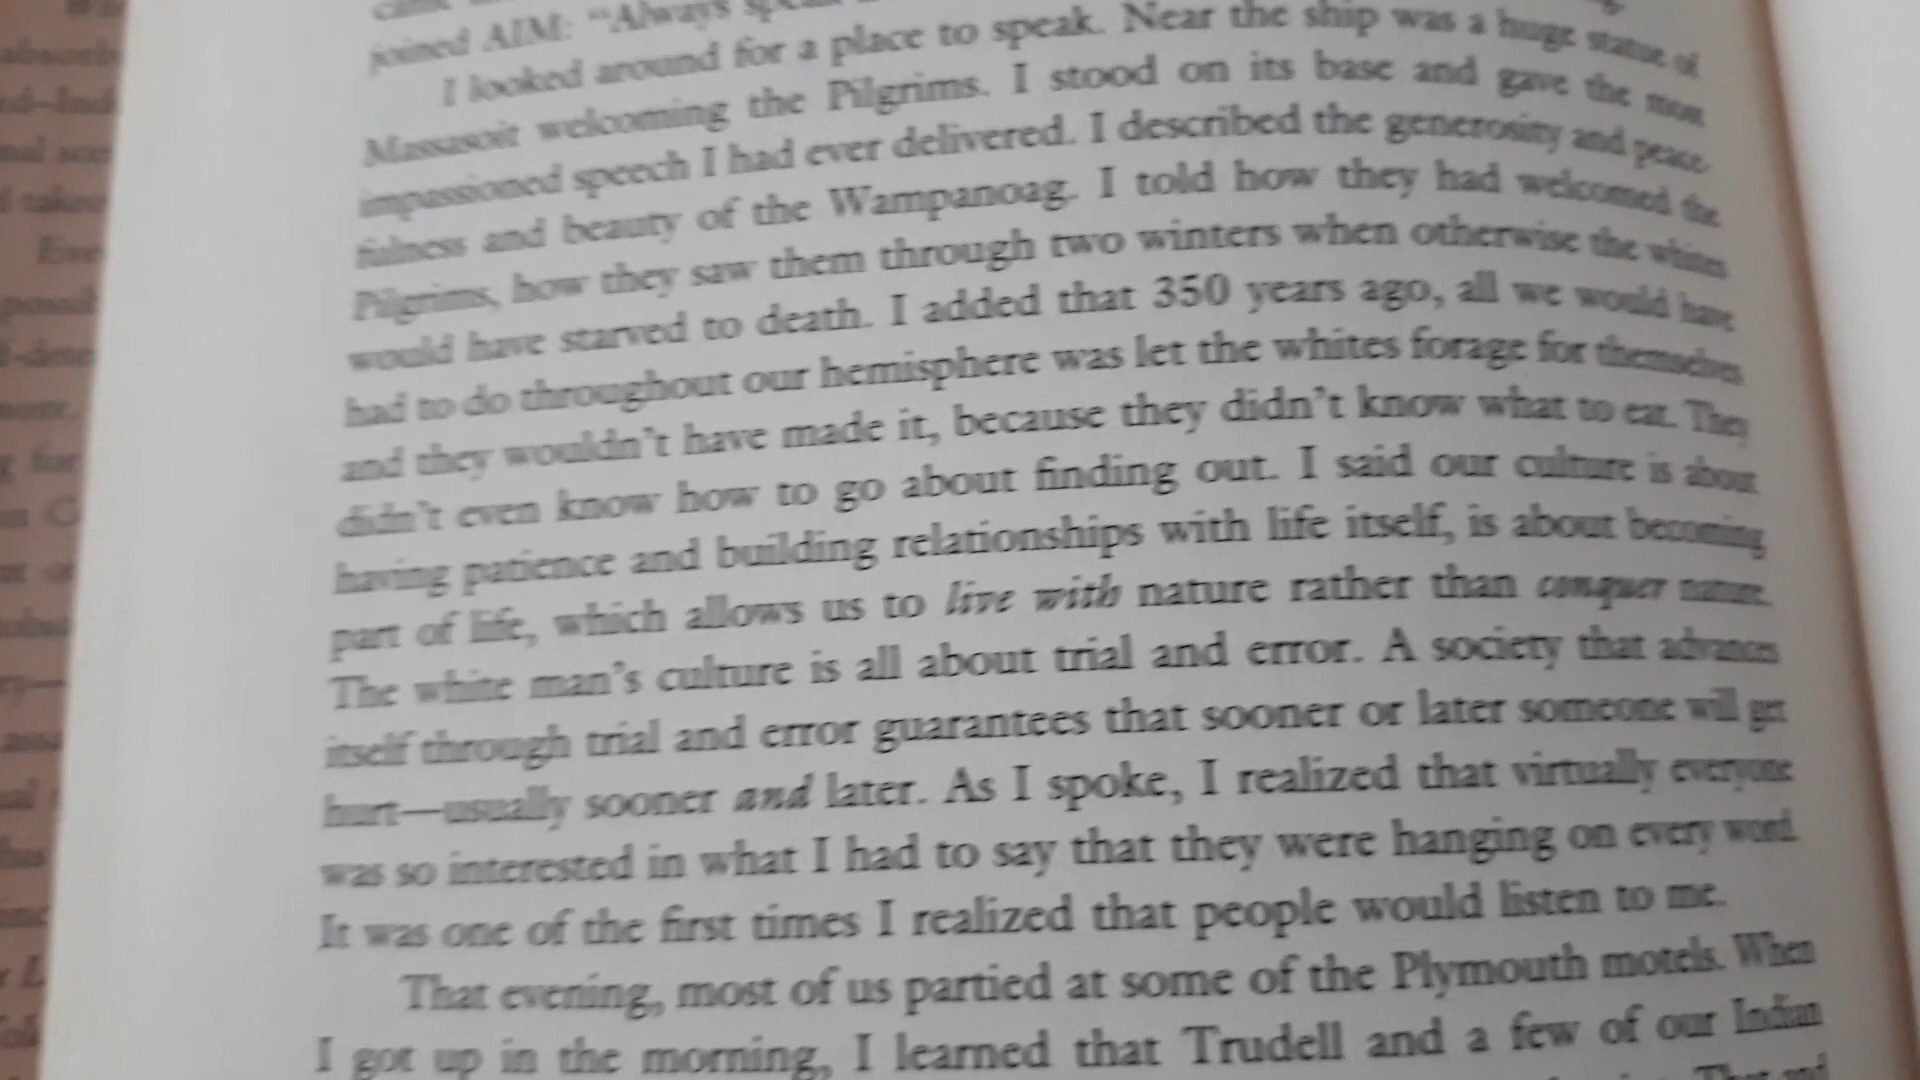 joined AIM: "Always speak
I looked around for a place to speak. Near the ship was a huge statue of
Massasoit welcoming the Pilgrims. I stood on its base and gave the most
impassioned speech I had ever delivered. I described the generosity and peace-
fulness and beauty of the Wampanoag. I told how they had welcomed the
Pilgrims, how they saw them through two winters when otherwise the whites
would have starved to death. I added that 350 years ago, all we would have
had to do throughout our hemisphere was let the whites forage for themselves
and they wouldn't have made it, because they didn't know what to eat. They
didn't even know how to go about finding out. I said our culture is about
having patience and building relationships with life itself, is about becoming
part of life, which allows us to live with nature rather than conquer nature.
The white man's culture is all about trial and error. A society that advances
itself through trial and error guarantees that sooner or later someone will get
hurt—usually sooner and later. As I spoke, I realized that virtually everyone
was so interested in what I had to say that they were hanging on every word.
It was one of the first times I realized that people would listen to me.
That evening, most of us partied at some of the Plymouth motels. When
I got up in the morning, I learned that Trudell and a few of our Indian
That and